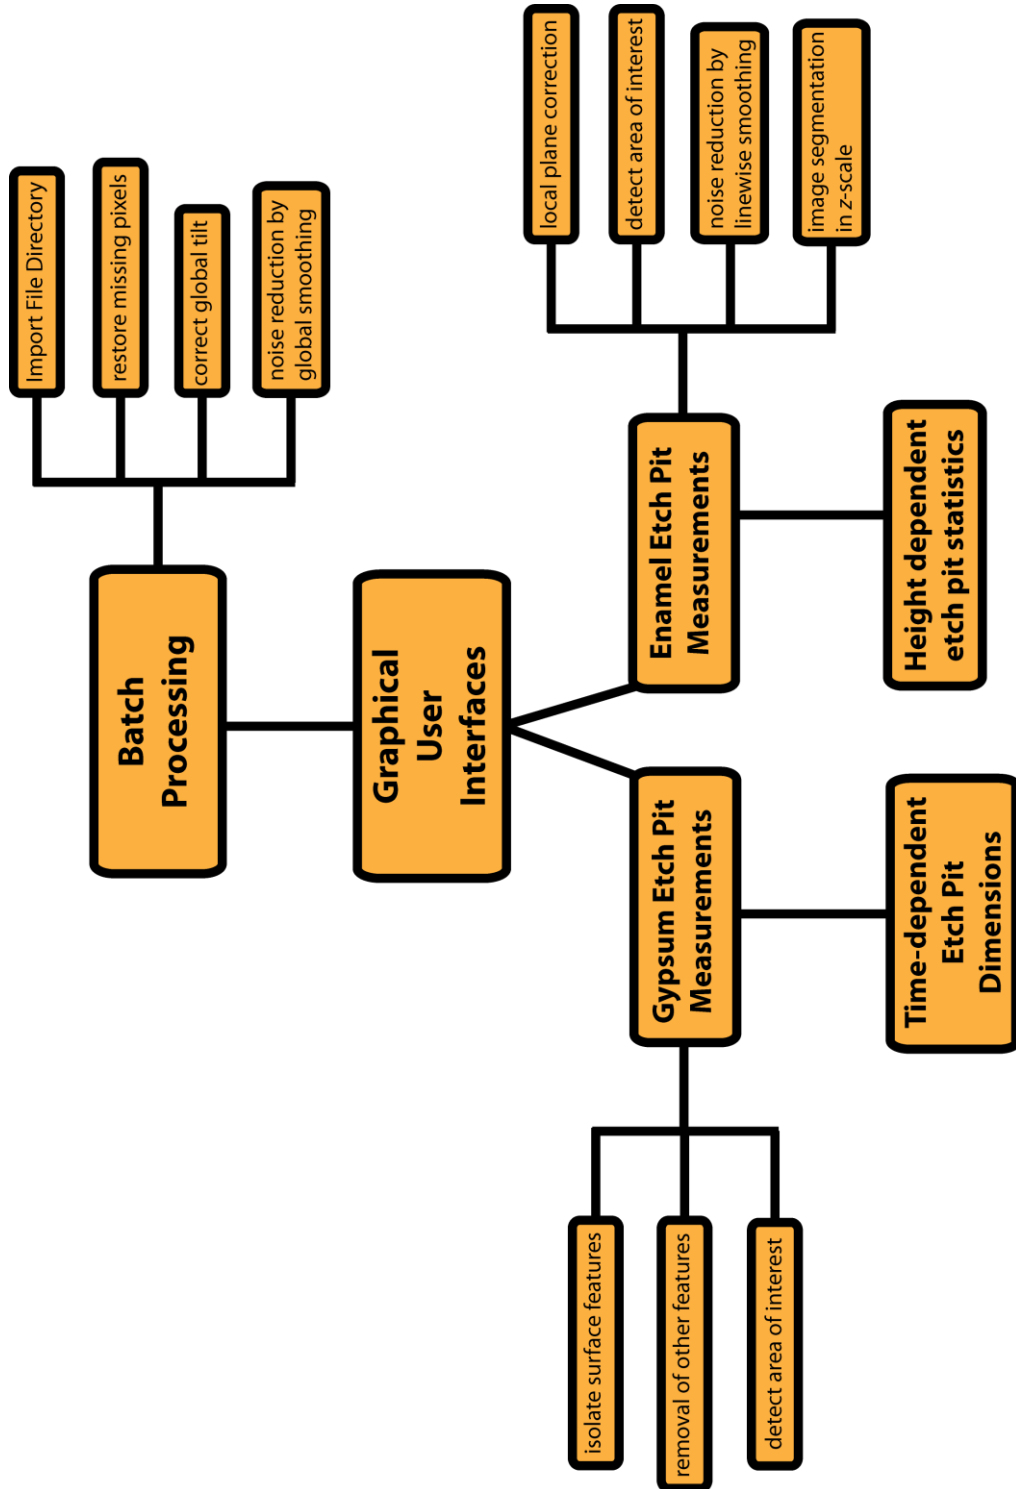 Batch
Processing
Import File Directory
restore missing pixels
correct global tilt
noise reduction by
global smoothing
Graphical
User
Interfaces
Gypsum Etch Pit
Measurements
isolate surface features
removal of other features
detect area of interest
Time-dependent
Etch Pit
Dimensions
Enamel Etch Pit
Measurements
local plane correction
detect area of interest
noise reduction by
linewise smoothing
image segmentation
in z-scale
Height dependent
etch pit statistics